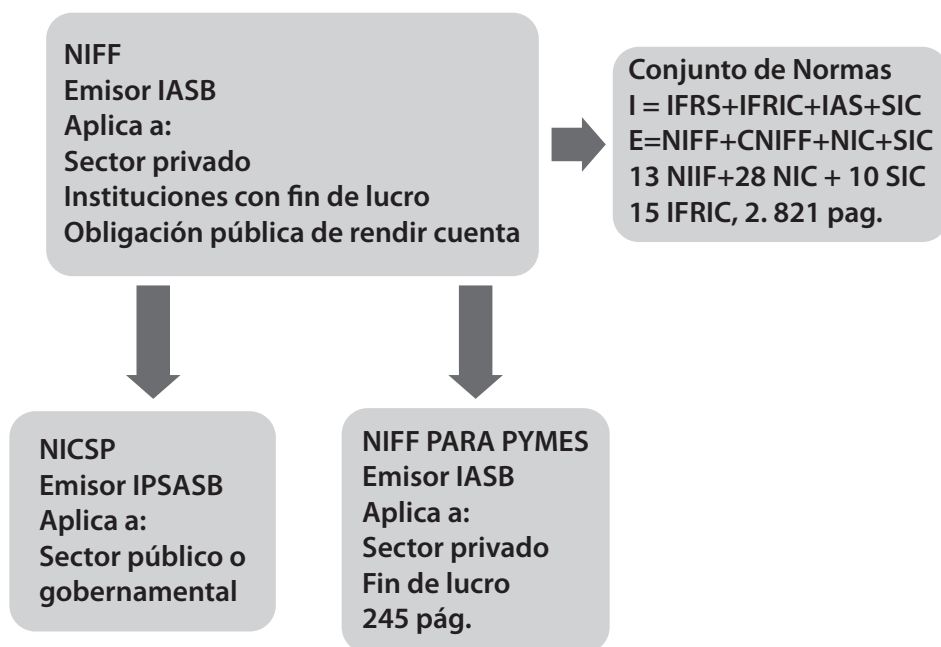 NIFF
Emisor IASB
Aplica a:
Sector privado
Instituciones con fin de lucro
Obligación pública de rendir cuenta
Conjunto de Normas
I = IFRS+IFRIC+IAS+SIC
E=NIFF+CNIFF+NIC+SIC
13 NIIF+28 NIC + 10 SIC
15 IFRIC, 2. 821 pag.
NICSP
Emisor IPSASB
Aplica a:
Sector público o
gobernamental
NIFF PARA PYMES
Emisor IASB
Aplica a:
Sector privado
Fin de lucro
245 pág.